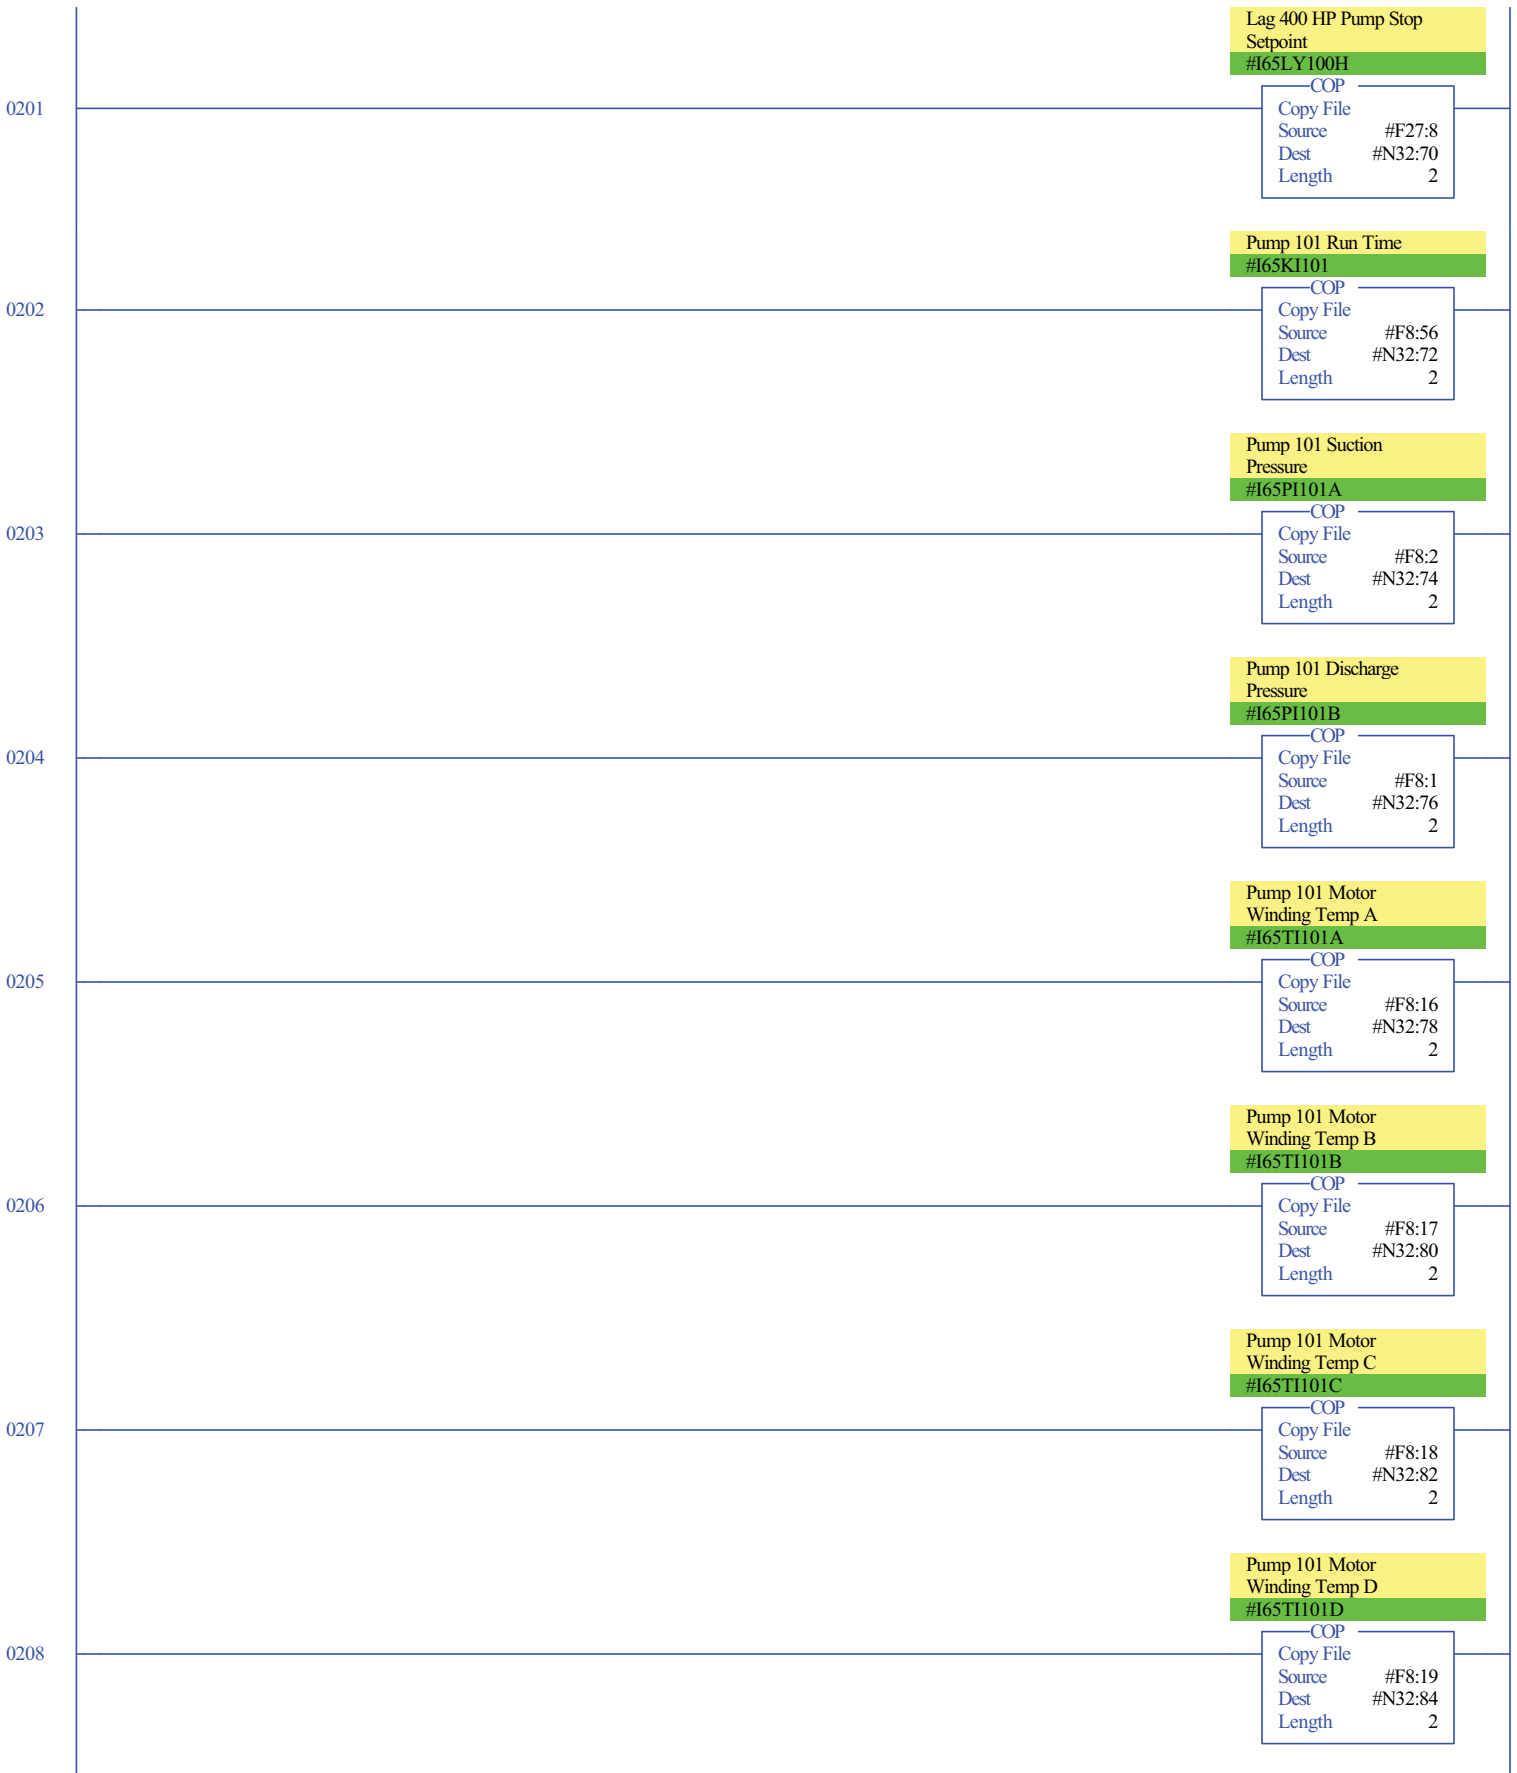 Lag 400 HP Pump Stop
Setpoint
#I65LY100H
0201
COP
Copy File
Source #F27:8
Dest #N32:70
Length 2
Pump 101 Run Time
#I65KI101
0202
COP
Copy File
Source #F8:56
Dest #N32:72
Length 2
Pump 101 Suction
Pressure
#I65PI101A
0203
COP
Copy File
Source #F8:2
Dest #N32:74
Length 2
Pump 101 Discharge
Pressure
#I65PI101B
0204
COP
Copy File
Source #F8:1
Dest #N32:76
Length 2
Pump 101 Motor
Winding Temp A
#I65TI101A
0205
COP
Copy File
Source #F8:16
Dest #N32:78
Length 2
Pump 101 Motor
Winding Temp B
#I65TI101B
0206
COP
Copy File
Source #F8:17
Dest #N32:80
Length 2
Pump 101 Motor
Winding Temp C
#I65TI101C
0207
COP
Copy File
Source #F8:18
Dest #N32:82
Length 2
Pump 101 Motor
Winding Temp D
#I65TI101D
0208
COP
Copy File
Source #F8:19
Dest #N32:84
Length 2